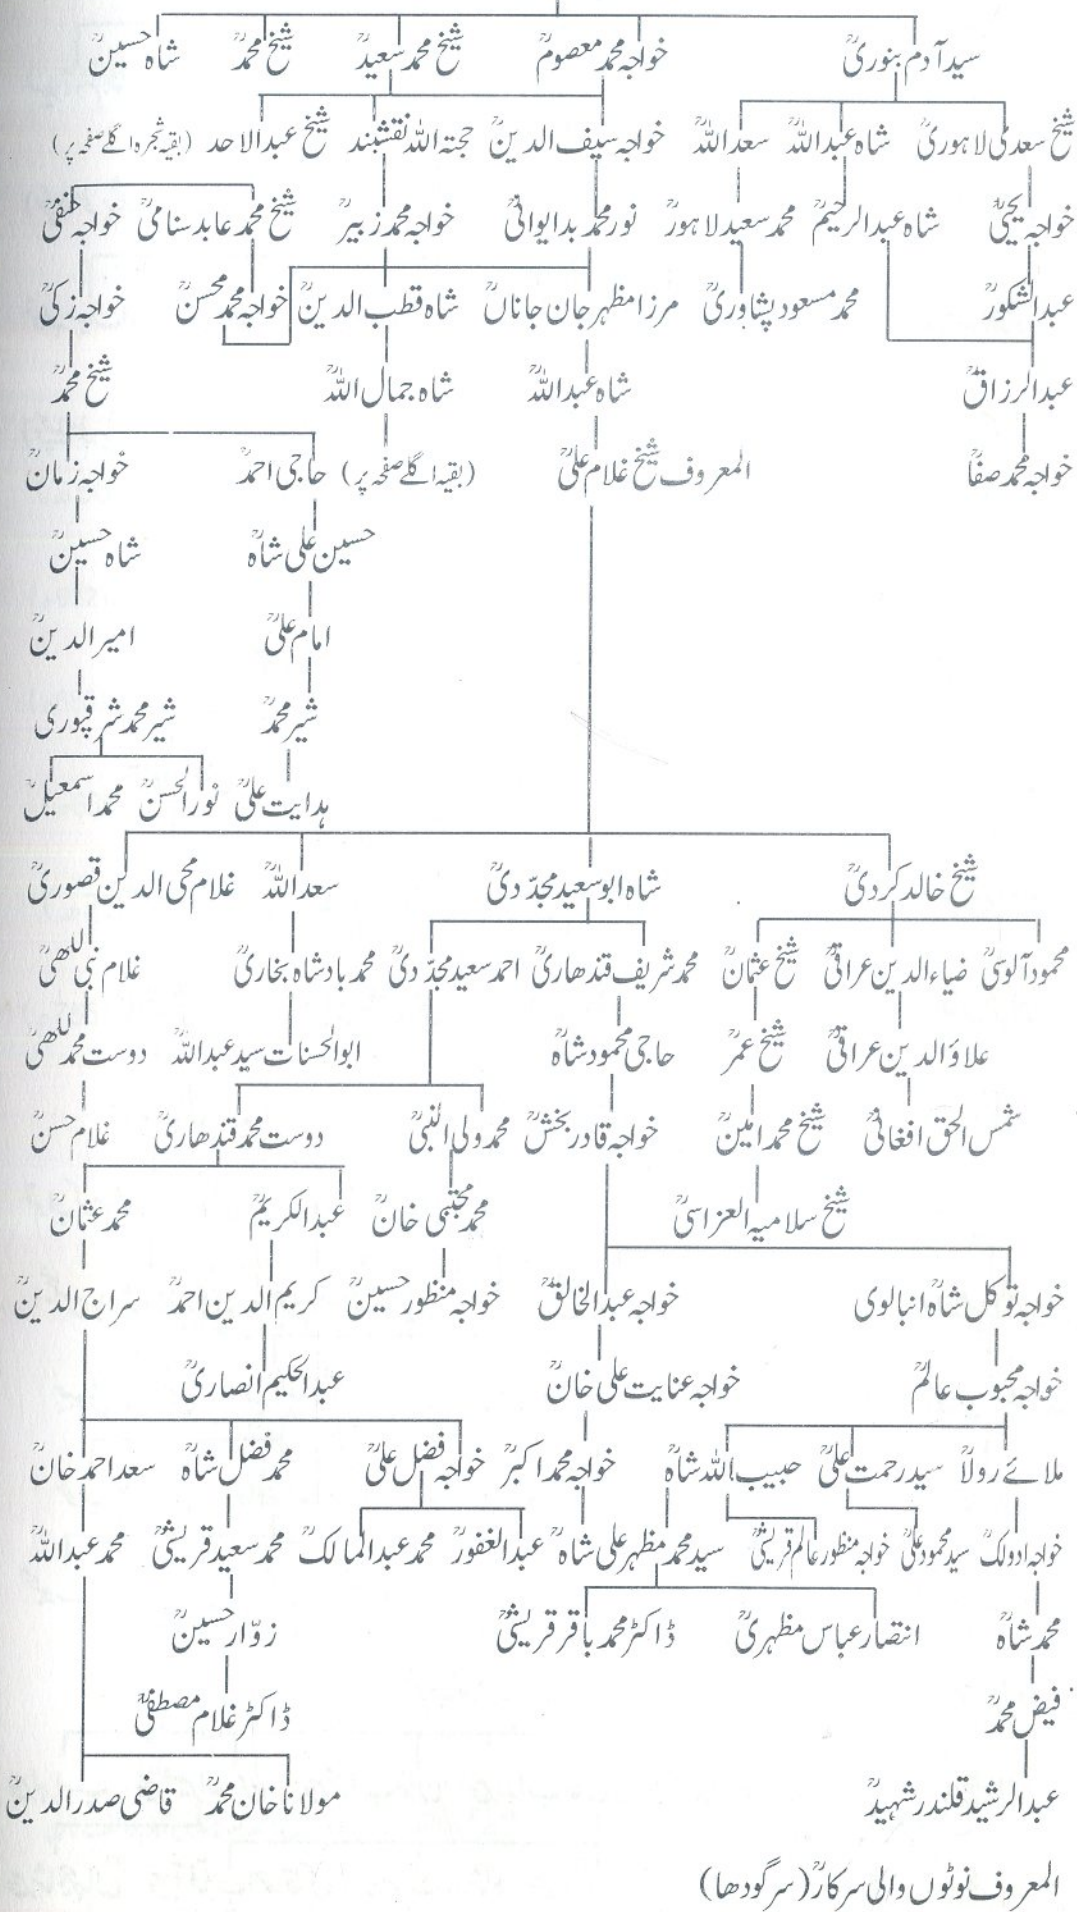 سید آدم بنوریؒ خواجہ محمد معصومؒ شیخ محمد سعیدؒ شیخ محمدؒ شاہ حسینؒ
شیخ سعدی لاہوریؒ شاہ عبداللہؒ سعد اللہؒ خواجہ سیف الدینؒ حجتہ اللہ نقشبندؒ شیخ عبدالاحد (بقیہ شجرہ اگلے صفحہ پر)
خواجہ یحییٰؒ شاہ عبدالرحیمؒ محمد سعید لاہورؒ نور محمد بدایوانیؒ خواجہ محمد زبیرؒ شیخ محمد عابد سنامیؒ خواجہ حنفیؒ
عبدالشکورؒ محمد مسعود پشاوریؒ مرزا مظہر جان جاناںؒ شاہ قطب الدینؒ خواجہ محمد محسنؒ خواجہ زکیؒ
عبدالرزاقؒ شاہ عبداللہؒ شاہ جمال اللہؒ شیخ محمدؒ
خواجہ محمد صفاؒ المعروف شیخ غلام علیؒ (بقیہ اگلے صفحہ پر) حاجی احمدؒ خواجہ زمانؒ
حسین علی شاہؒ شاہ حسینؒ
امام علیؒ امیر الدینؒ
شیر محمدؒ شیر محمد شرقپوریؒ
ہدایت علیؒ نور الحسنؒ محمد اسمعیلؒ
شیخ خالد کردیؒ شاہ ابو سعید مجدّدیؒ سعد اللہؒ غلام محی الدین قصوریؒ
محمود آلوسیؒ ضیاء الدین عراقیؒ شیخ عثمانؒ محمد شریف قندھاریؒ احمد سعید مجدّدیؒ محمد بادشاہ بخاریؒ غلام نبی للھیؒ
علاؤ الدین عراقیؒ شیخ عمرؒ حاجی محمود شاہؒ ابوالحسنات سید عبداللہؒ دوست محمد للھیؒ
شمس الحق افغانیؒ شیخ محمد امینؒ خواجہ قادر بخشؒ محمد ولی النبیؒ دوست محمد قندھاریؒ غلام حسنؒ
شیخ سلامیہ العزاسیؒ محمد مجتبیٰ خانؒ عبدالکریمؒ محمد عثمانؒ
خواجہ توکل شاہؒ انبالوی خواجہ عبدالخالقؒ خواجہ منظور حسینؒ کریم الدین احمدؒ سراج الدینؒ
خواجہ محبوب عالمؒ خواجہ عنایت علی خانؒ عبدالحکیم انصاریؒ
ملائے رولاؒ سید رحمت علیؒ حبیب اللہ شاہؒ خواجہ محمد اکبرؒ خواجہ فضل علیؒ محمد فضل شاہؒ سعد احمد خانؒ
خواجہ ادولکؒ سید محمود علیؒ خواجہ منظور عالم قریشیؒ سید محمد مظہر علی شاہؒ عبدالغفورؒ محمد عبدالمالکؒ محمد سعید قریشیؒ محمد عبداللہؒ
محمد شاہؒ انتصار عباس مظہریؒ ڈاکٹر محمد باقر قریشیؒ زوّار حسینؒ
فیض محمدؒ ڈاکٹر غلام مصطفیؒ
عبدالرشید قلندر شہیدؒ مولانا خان محمدؒ قاضی صدر الدینؒ
المعروف نوٹوں والی سرکارؒ (سرگودھا)